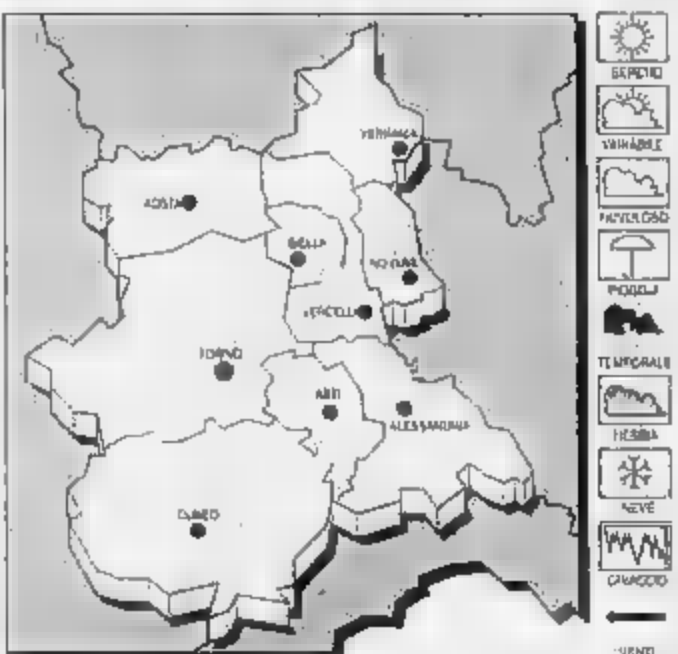 VERBANIA
AOSTA
BIELLA
NOVARA
VERCELLI
TORINO
ASTI
ALESSANDRIA
CUNEO
SERENO
VARIABILE
NUVOLOSO
PIOGGIA
TEMPORALE
NEBBIA
NEVE
GHIACCIO
VENTO